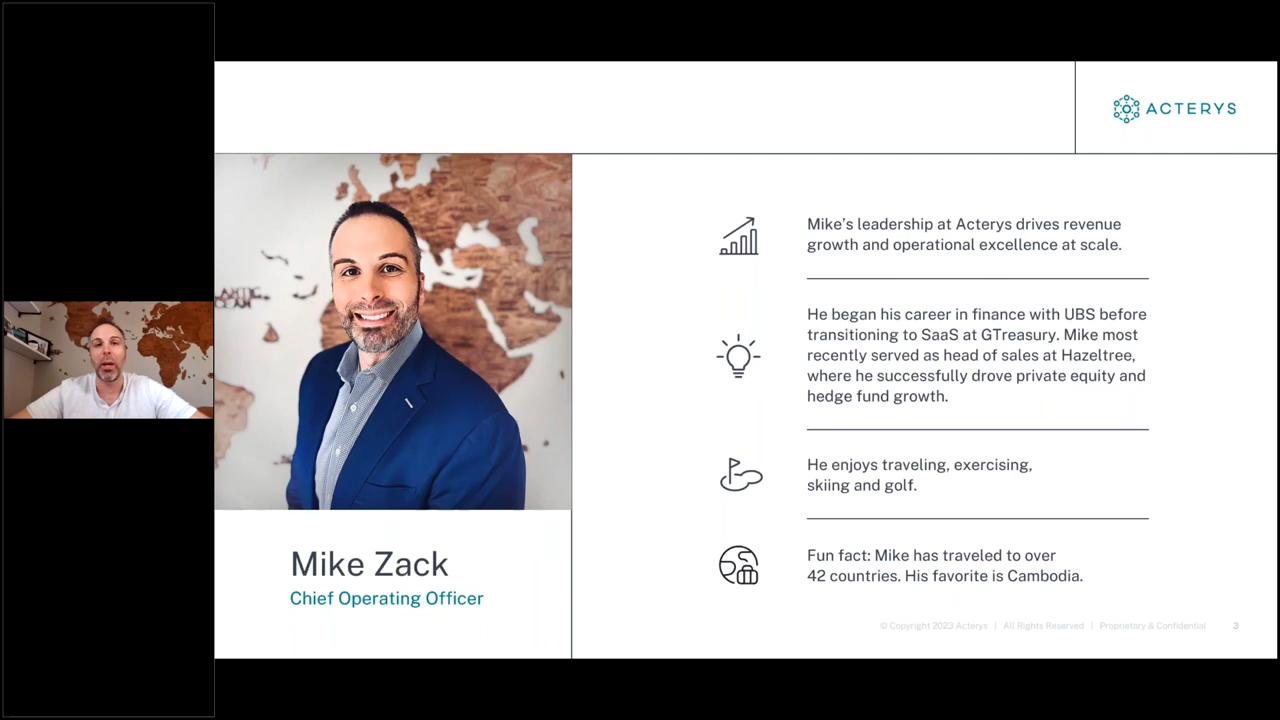 ACTERYS
Mike's leadership at Acterys drives revenue
growth and operational excellence at scale.
He began his career in finance with UBS before
transitioning to SaaS at GTreasury. Mike most
recently served as head of sales at Hazeltree,
where he successfully drove private equity and
hedge fund growth.
He enjoys traveling, exercising,
skiing and golf.
Fun fact: Mike has traveled to over
42 countries. His favorite is Cambodia.
Mike Zack
Chief Operating Officer
© Copyright 2023 Acterys | All Rights Reserved | Proprietary & Confidential 3